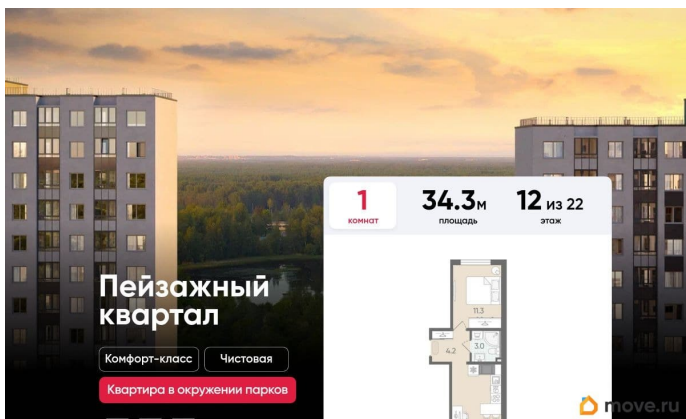 1
комнат
34.3м
площадь
12 из 22
этаж
Пейзажный
квартал
Комфорт-класс
Чистовая
Квартира в окружении парков
11.3
4.2
3.0
move.ru